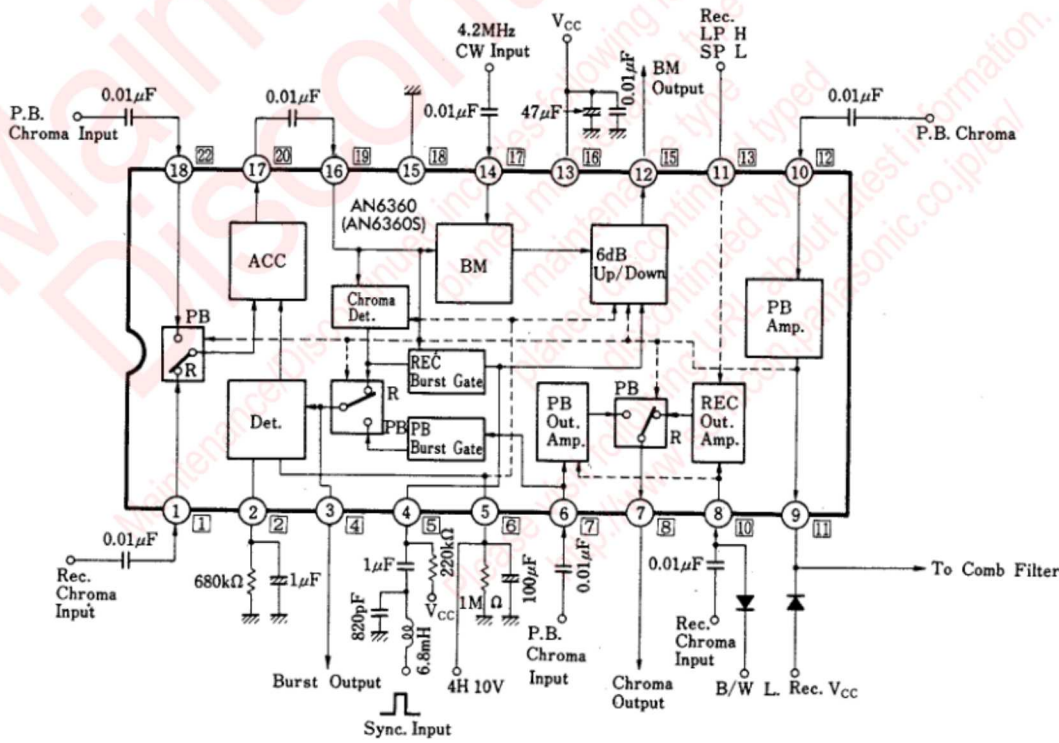 4.2MHz
CW Input
VCC
Rec.
LP H
SP L
BM
Output
0.01μF
P.B.
Chroma Input
0.01μF
0.01μF
47μF
0.01μF
0.01μF
P.B. Chroma
22
20
19
18
17
16
15
13
12
18
17
16
15
14
13
12
11
10
AN6360
(AN6360S)
ACC
BM
6dB
Up/Down
PB
Amp.
Chroma
Det.
PB
R
REC
Burst Gate
R
PB
PB
Burst Gate
Det.
PB
Out.
Amp.
PB
R
REC
Out.
Amp.
1
2
3
4
5
6
7
8
9
1
2
4
5
6
7
8
10
11
0.01μF
Rec.
Chroma
Input
680kΩ
1μF
1μF
220kΩ
VCC
820pF
6.8mH
1MΩ
100μF
0.01μF
0.01μF
To Comb Filter
P.B.
Chroma
Input
Rec.
Chroma
Input
Burst Output
4H 10V
Chroma
Output
B/W L.
Rec. VCC
Sync. Input